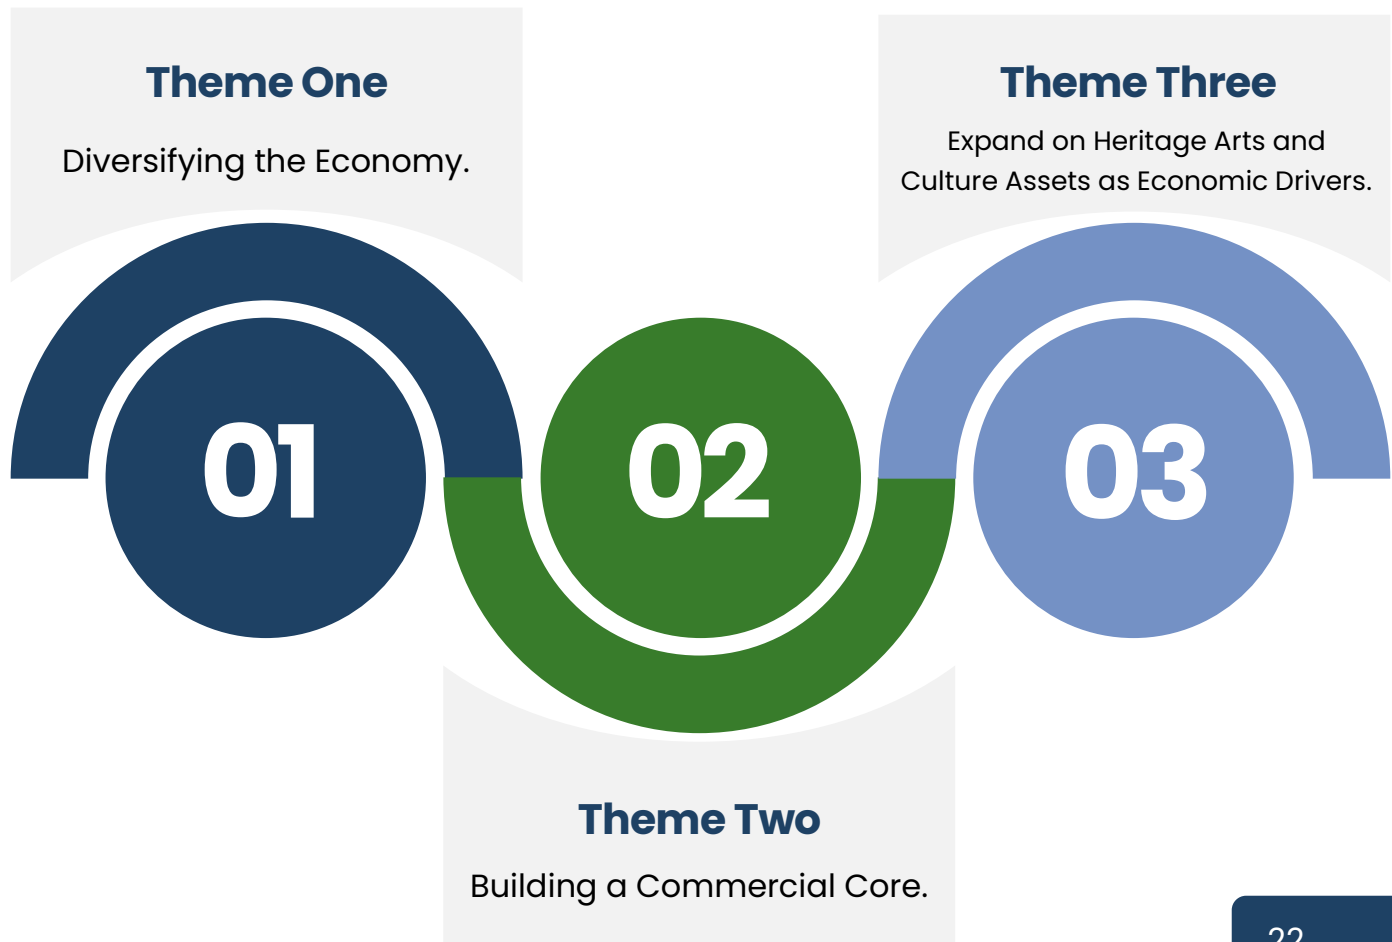 Theme One
Diversifying the Economy.
01
Theme Two
Building a Commercial Core.
02
Theme Three
Expand on Heritage Arts and
Culture Assets as Economic Drivers.
03
22